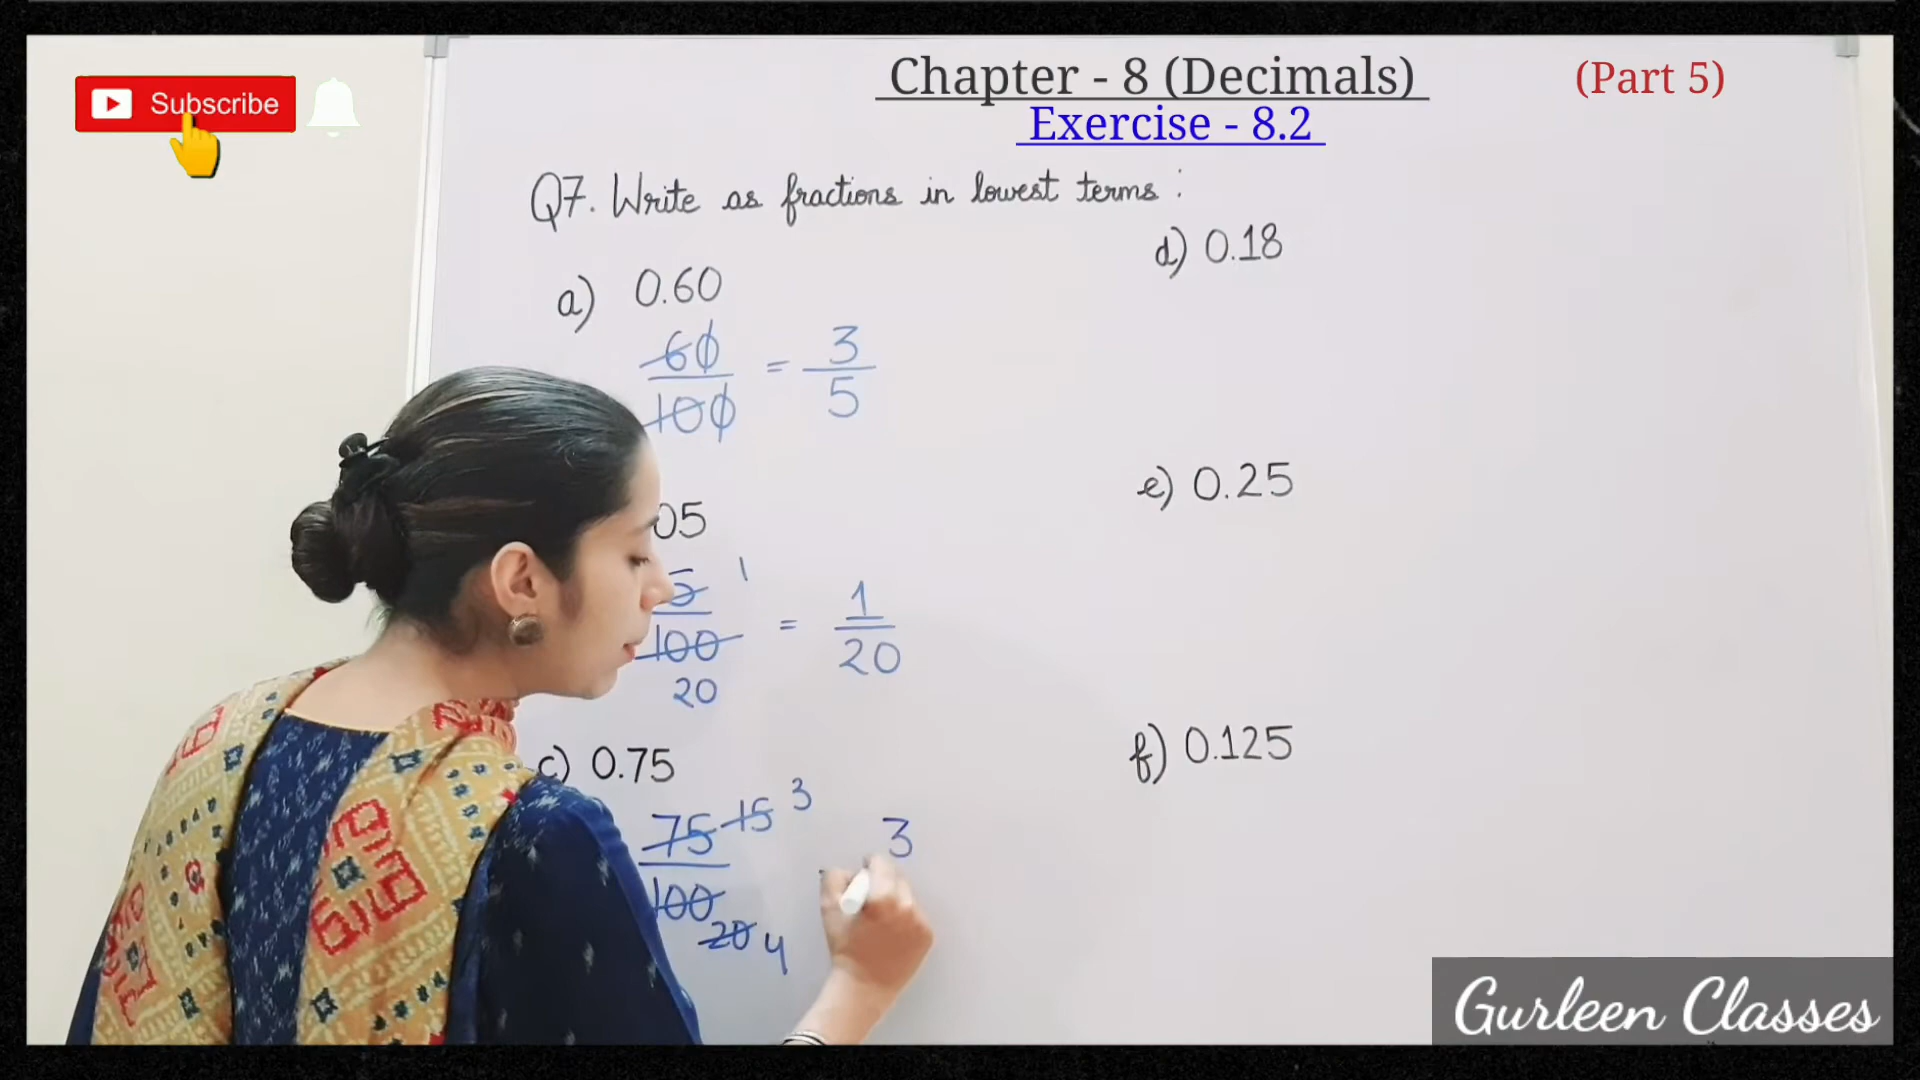 Subscribe
Chapter - 8 (Decimals)
(Part 5)
Exercise - 8.2
Q7. Write as fractions in lowest terms :
a) 0.60
60/100 = 3/5
05
5 1
100 = 1/20
20
c) 0.75
75 15 3
100 20 4
3
d) 0.18
e) 0.25
f) 0.125
Gurleen Classes